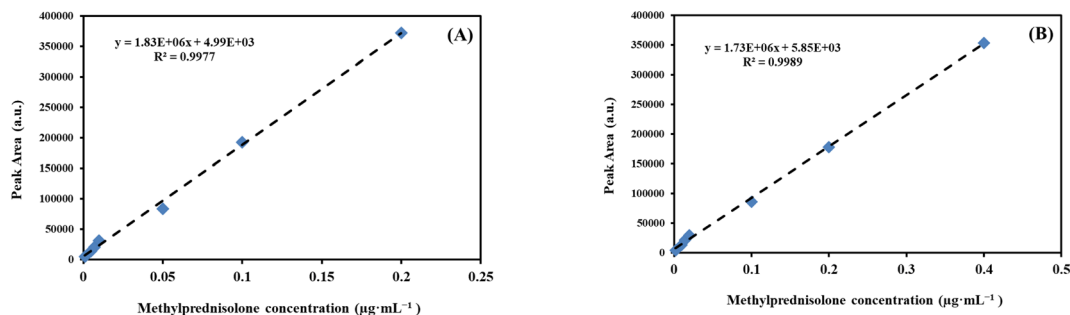 (A)
y = 1.83E+06x + 4.99E+03
R² = 0.9977
Peak Area (a.u.)
400000
350000
300000
250000
200000
150000
100000
50000
0
0 0.05 0.1 0.15 0.2 0.25
Methylprednisolone concentration (µg·mL⁻¹)
(B)
y = 1.73E+06x + 5.85E+03
R² = 0.9989
Peak Area (a.u.)
400000
350000
300000
250000
200000
150000
100000
50000
0
0 0.1 0.2 0.3 0.4 0.5
Methylprednisolone concentration (µg·mL⁻¹)